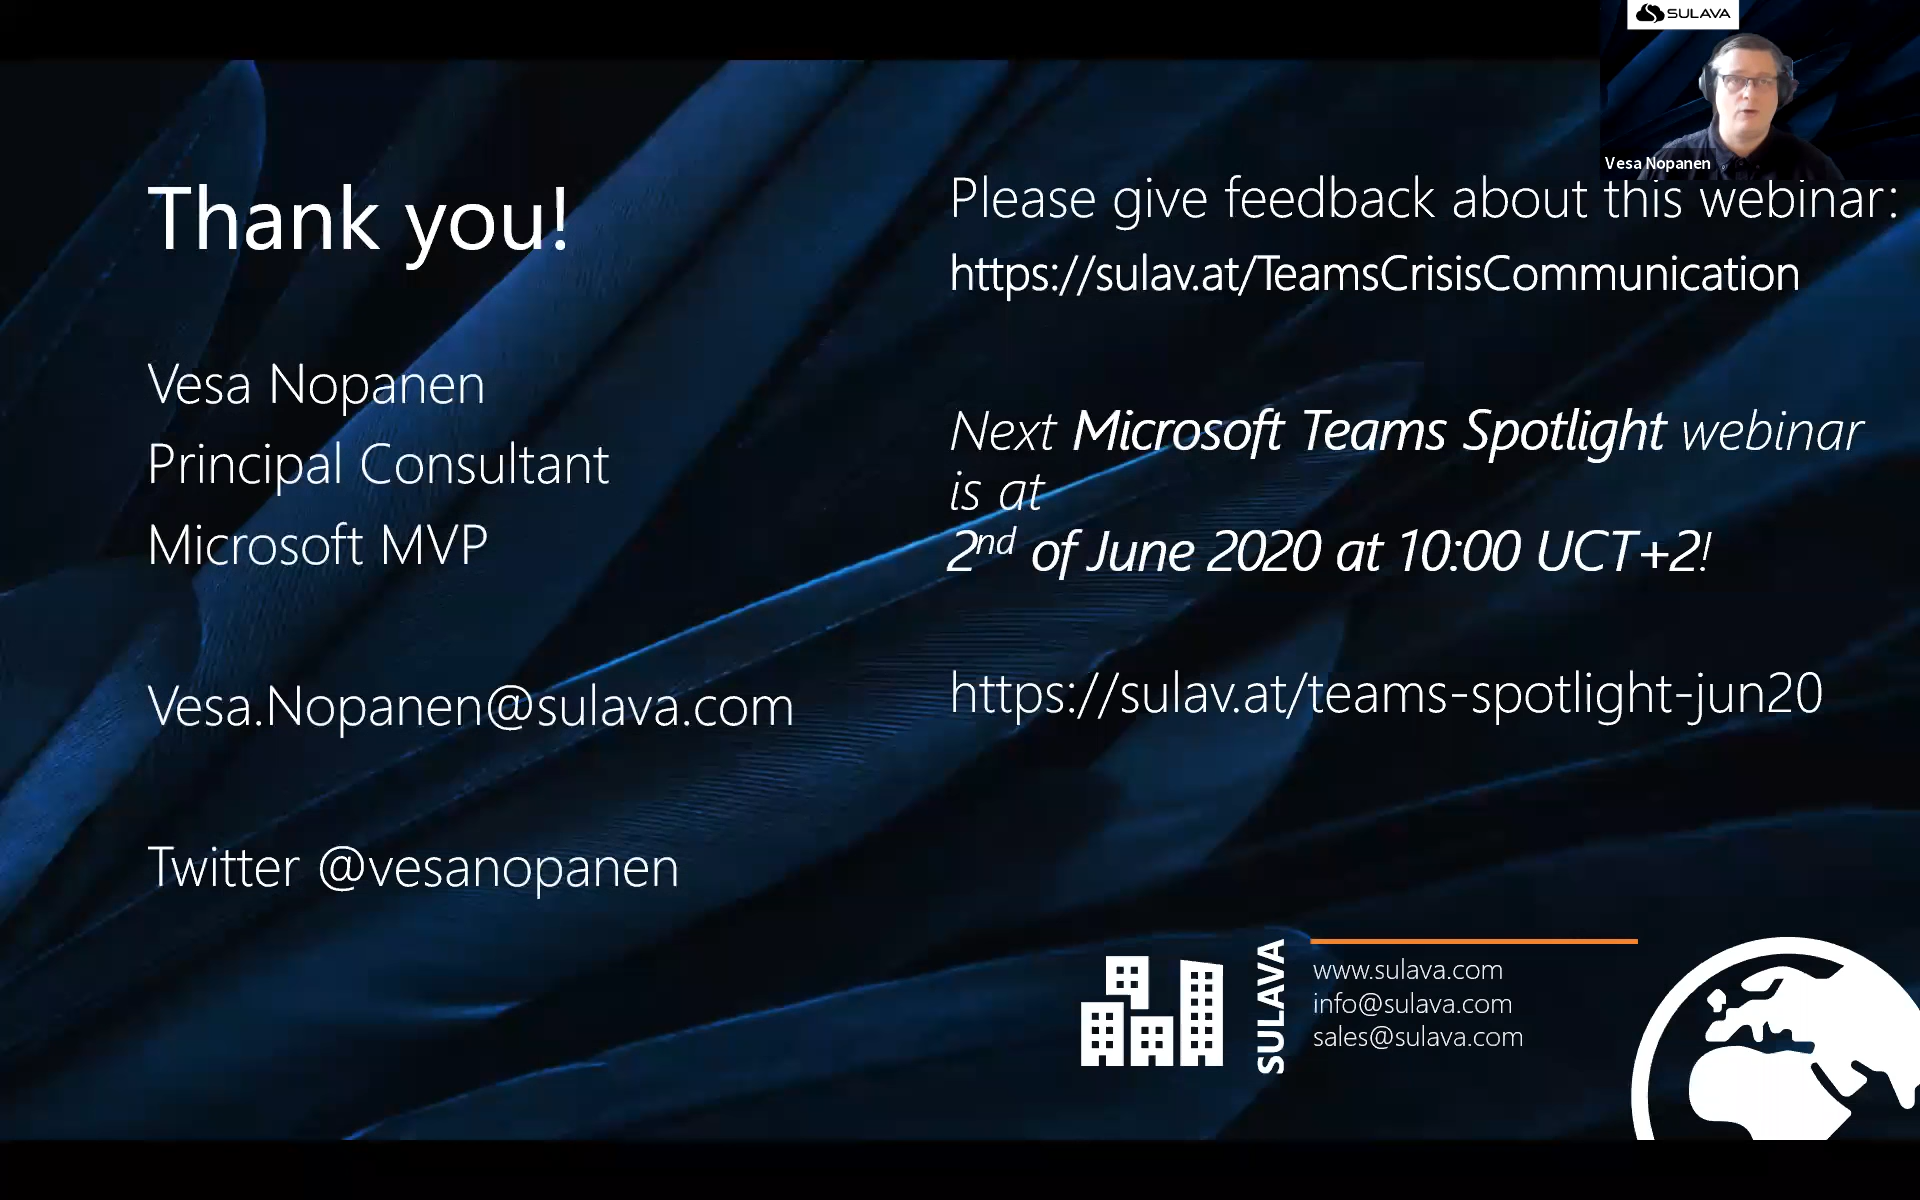 SULAVA
Vesa Nopanen
Thank you!
Vesa Nopanen
Principal Consultant
Microsoft MVP
Vesa.Nopanen@sulava.com
Twitter @vesanopanen
Please give feedback about this webinar:
https://sulav.at/TeamsCrisisCommunication
Next Microsoft Teams Spotlight webinar
is at
2nd of June 2020 at 10:00 UCT+2!
https://sulav.at/teams-spotlight-jun20
SULAVA
www.sulava.com
info@sulava.com
sales@sulava.com